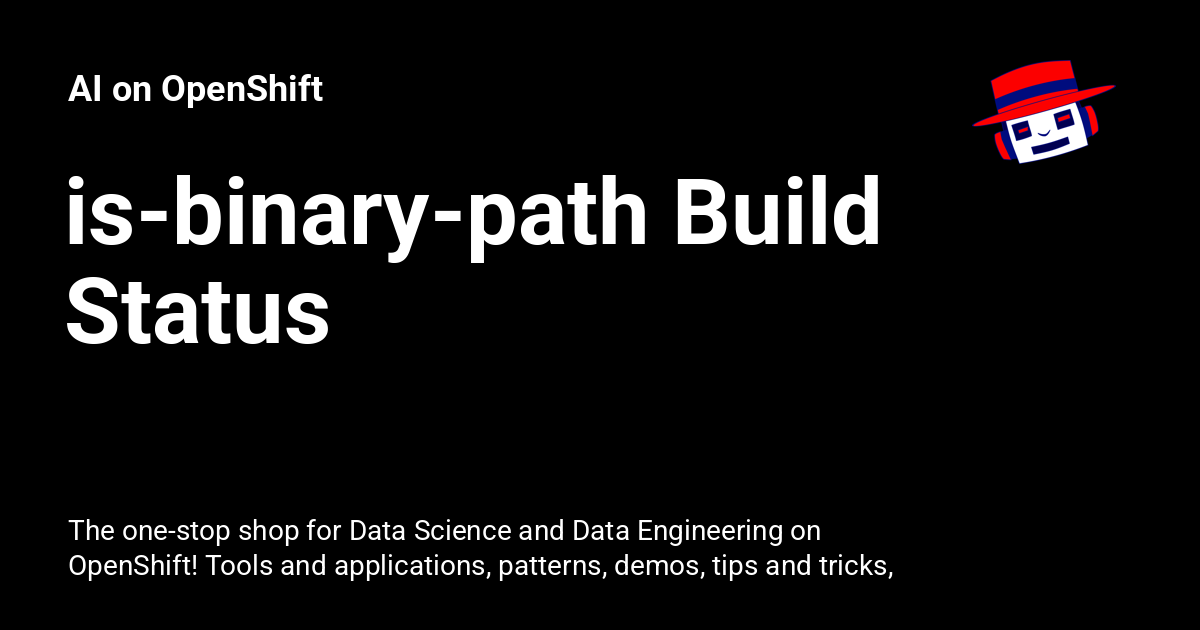 AI on OpenShift
is-binary-path Build
Status
The one-stop shop for Data Science and Data Engineering on
OpenShift! Tools and applications, patterns, demos, tips and tricks,